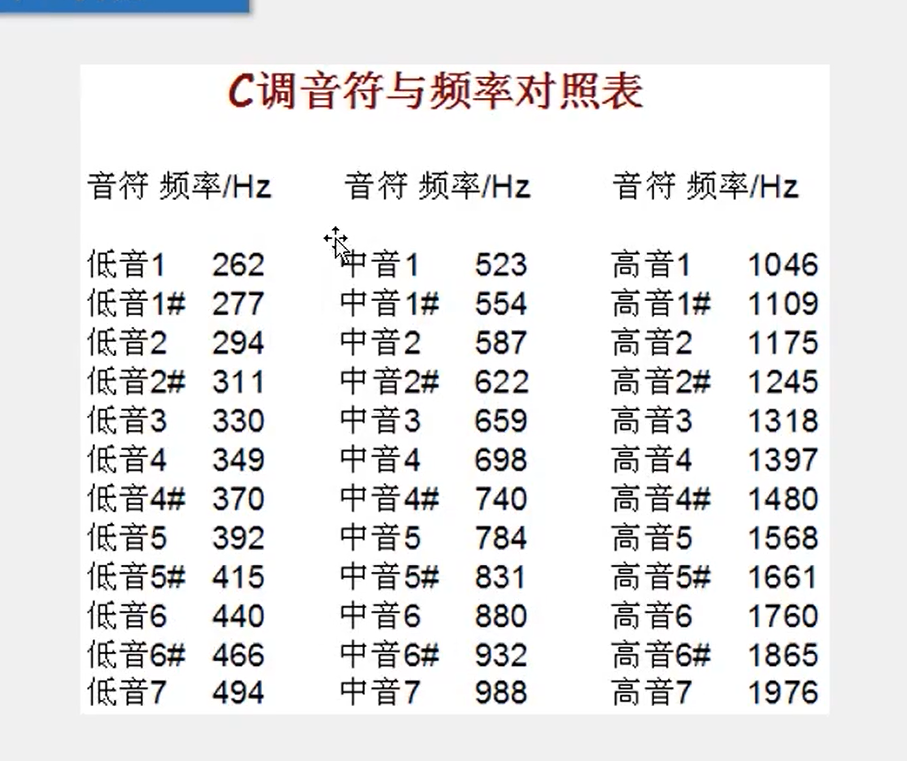 C调音符与频率对照表
音符 频率/Hz 音符 频率/Hz 音符 频率/Hz
低音1 262 中音1 523 高音1 1046
低音1# 277 中音1# 554 高音1# 1109
低音2 294 中音2 587 高音2 1175
低音2# 311 中音2# 622 高音2# 1245
低音3 330 中音3 659 高音3 1318
低音4 349 中音4 698 高音4 1397
低音4# 370 中音4# 740 高音4# 1480
低音5 392 中音5 784 高音5 1568
低音5# 415 中音5# 831 高音5# 1661
低音6 440 中音6 880 高音6 1760
低音6# 466 中音6# 932 高音6# 1865
低音7 494 中音7 988 高音7 1976